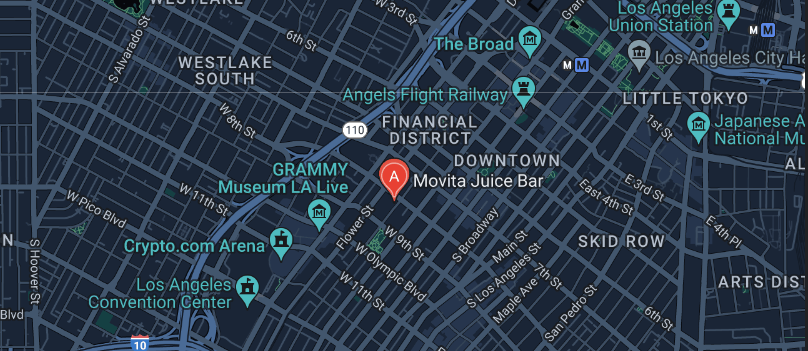 WESTLAKE
W 3rd St
Gran
Los Angeles
Union Station
S Alvarado St
6th St
The Broad
M
M
M
M
Los Angeles City Ha
WESTLAKE
SOUTH
Angels Flight Railway
LITTLE TOKYO
W 8th St
110
FINANCIAL
DISTRICT
1st St
Japanese A
National Mu
DOWNTOWN
AL
GRAMMY
Museum LA Live
A
Movita Juice Bar
E 3rd St
East 4th St
W 11th St
W Pico Blvd
Flower St
S Broadway
E 4th Pl
N
S Hoover St
Crypto.com Arena
W 9th St
Main St
SKID ROW
W Olympic Blvd
S Los Angeles St
7th St
Los Angeles
Convention Center
W 11th St
Maple Ave
San Pedro St
ARTS DIST
Blvd
6th St
10